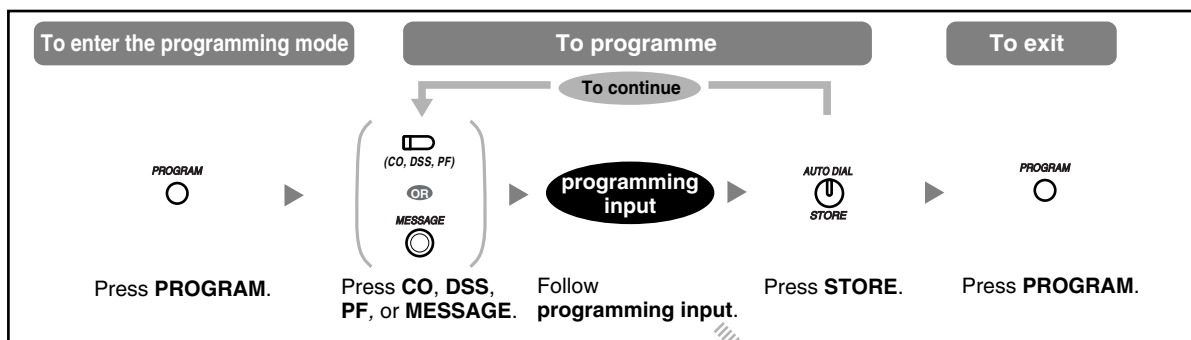 To enter the programming mode
To programme
To exit
To continue
(CO, DSS, PF)
OR
MESSAGE
PROGRAM
programming
input
AUTO DIAL
STORE
PROGRAM
Press PROGRAM.
Press CO, DSS,
PF, or MESSAGE.
Follow
programming input.
Press STORE.
Press PROGRAM.